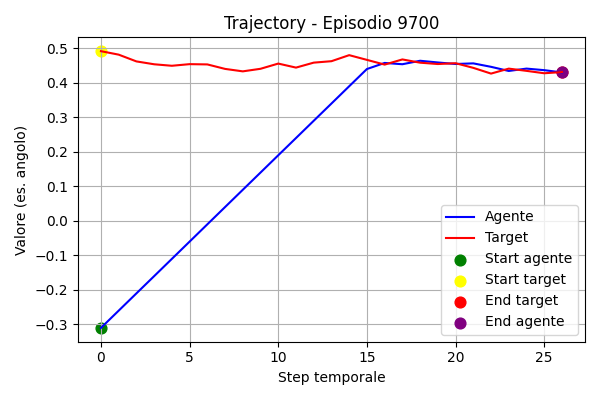 Trajectory - Episodio 9700
Valore (es. angolo)
0.5
0.4
0.3
0.2
0.1
0.0
−0.1
−0.2
−0.3
0 5 10 15 20 25
Step temporale
Agente
Target
Start agente
Start target
End target
End agente